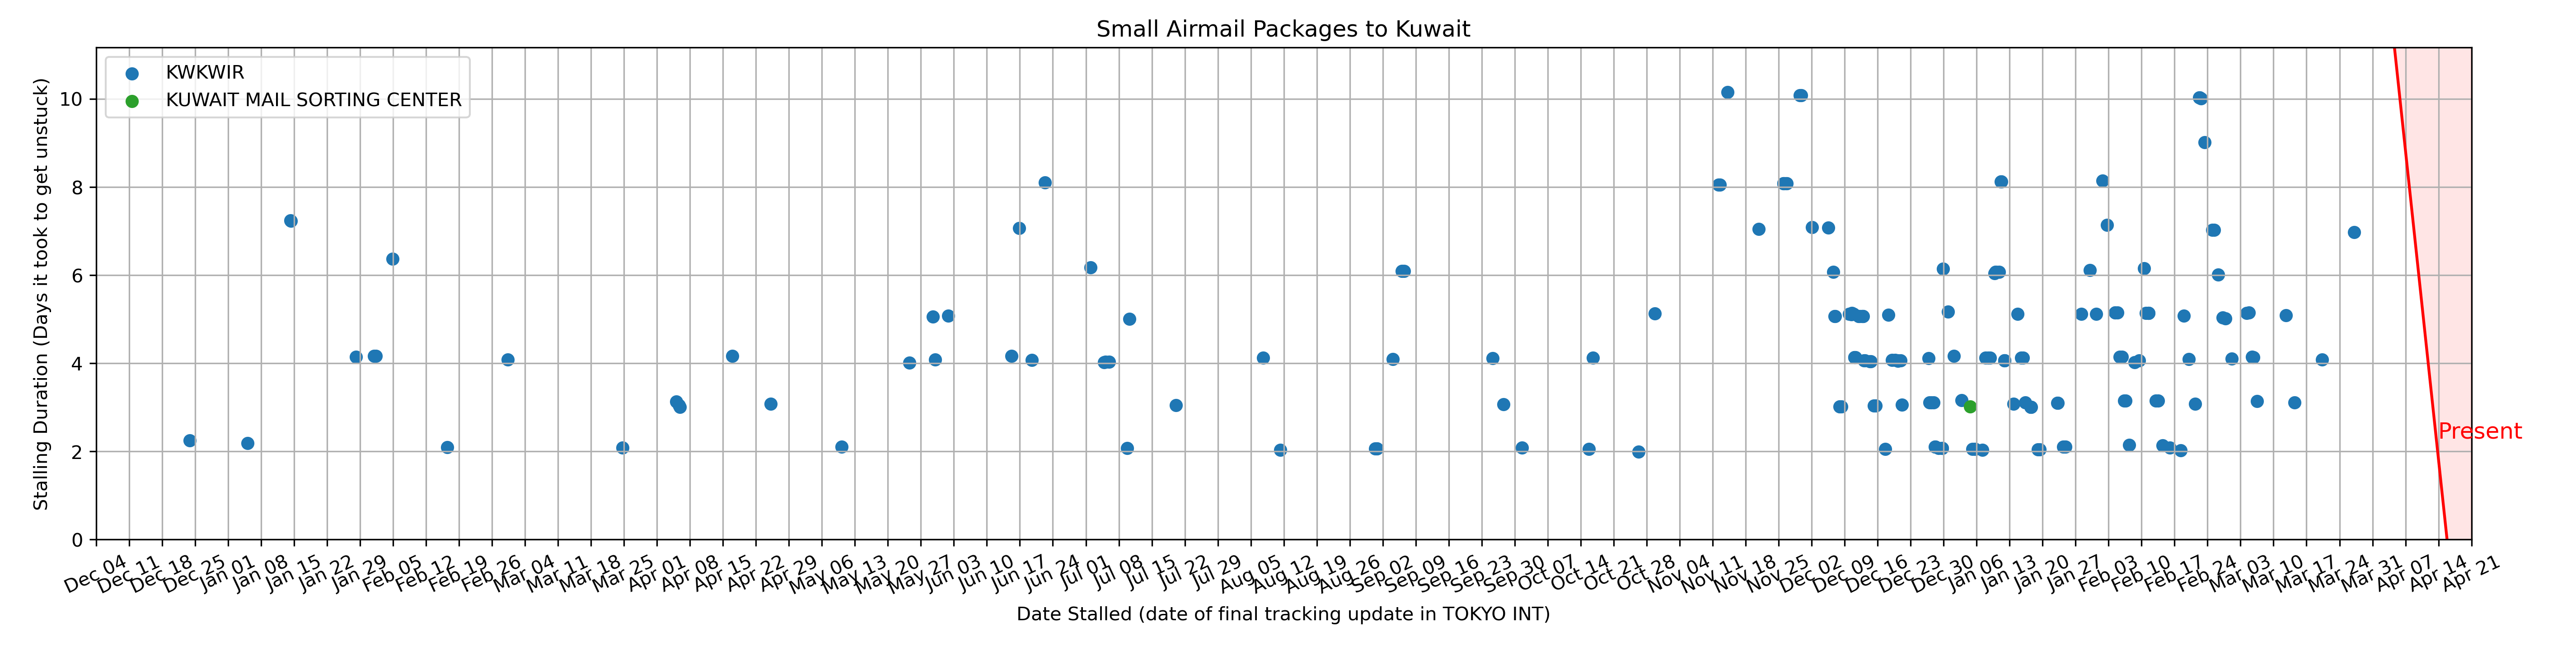 Small Airmail Packages to Kuwait
KWKWIR
KUWAIT MAIL SORTING CENTER
Stalling Duration (Days it took to get unstuck)
10
8
6
4
2
0
Present
Dec 04
Dec 11
Dec 18
Dec 25
Jan 01
Jan 08
Jan 15
Jan 22
Jan 29
Feb 05
Feb 12
Feb 19
Feb 26
Mar 04
Mar 11
Mar 18
Mar 25
Apr 01
Apr 08
Apr 15
Apr 22
Apr 29
May 06
May 13
May 20
May 27
Jun 03
Jun 10
Jun 17
Jun 24
Jul 01
Jul 08
Jul 15
Jul 22
Jul 29
Aug 05
Aug 12
Aug 19
Aug 26
Sep 02
Sep 09
Sep 16
Sep 23
Sep 30
Oct 07
Oct 14
Oct 21
Oct 28
Nov 04
Nov 11
Nov 18
Nov 25
Dec 02
Dec 09
Dec 16
Dec 23
Dec 30
Jan 06
Jan 13
Jan 20
Jan 27
Feb 03
Feb 10
Feb 17
Feb 24
Mar 03
Mar 10
Mar 17
Mar 24
Mar 31
Apr 07
Apr 14
Apr 21
Date Stalled (date of final tracking update in TOKYO INT)